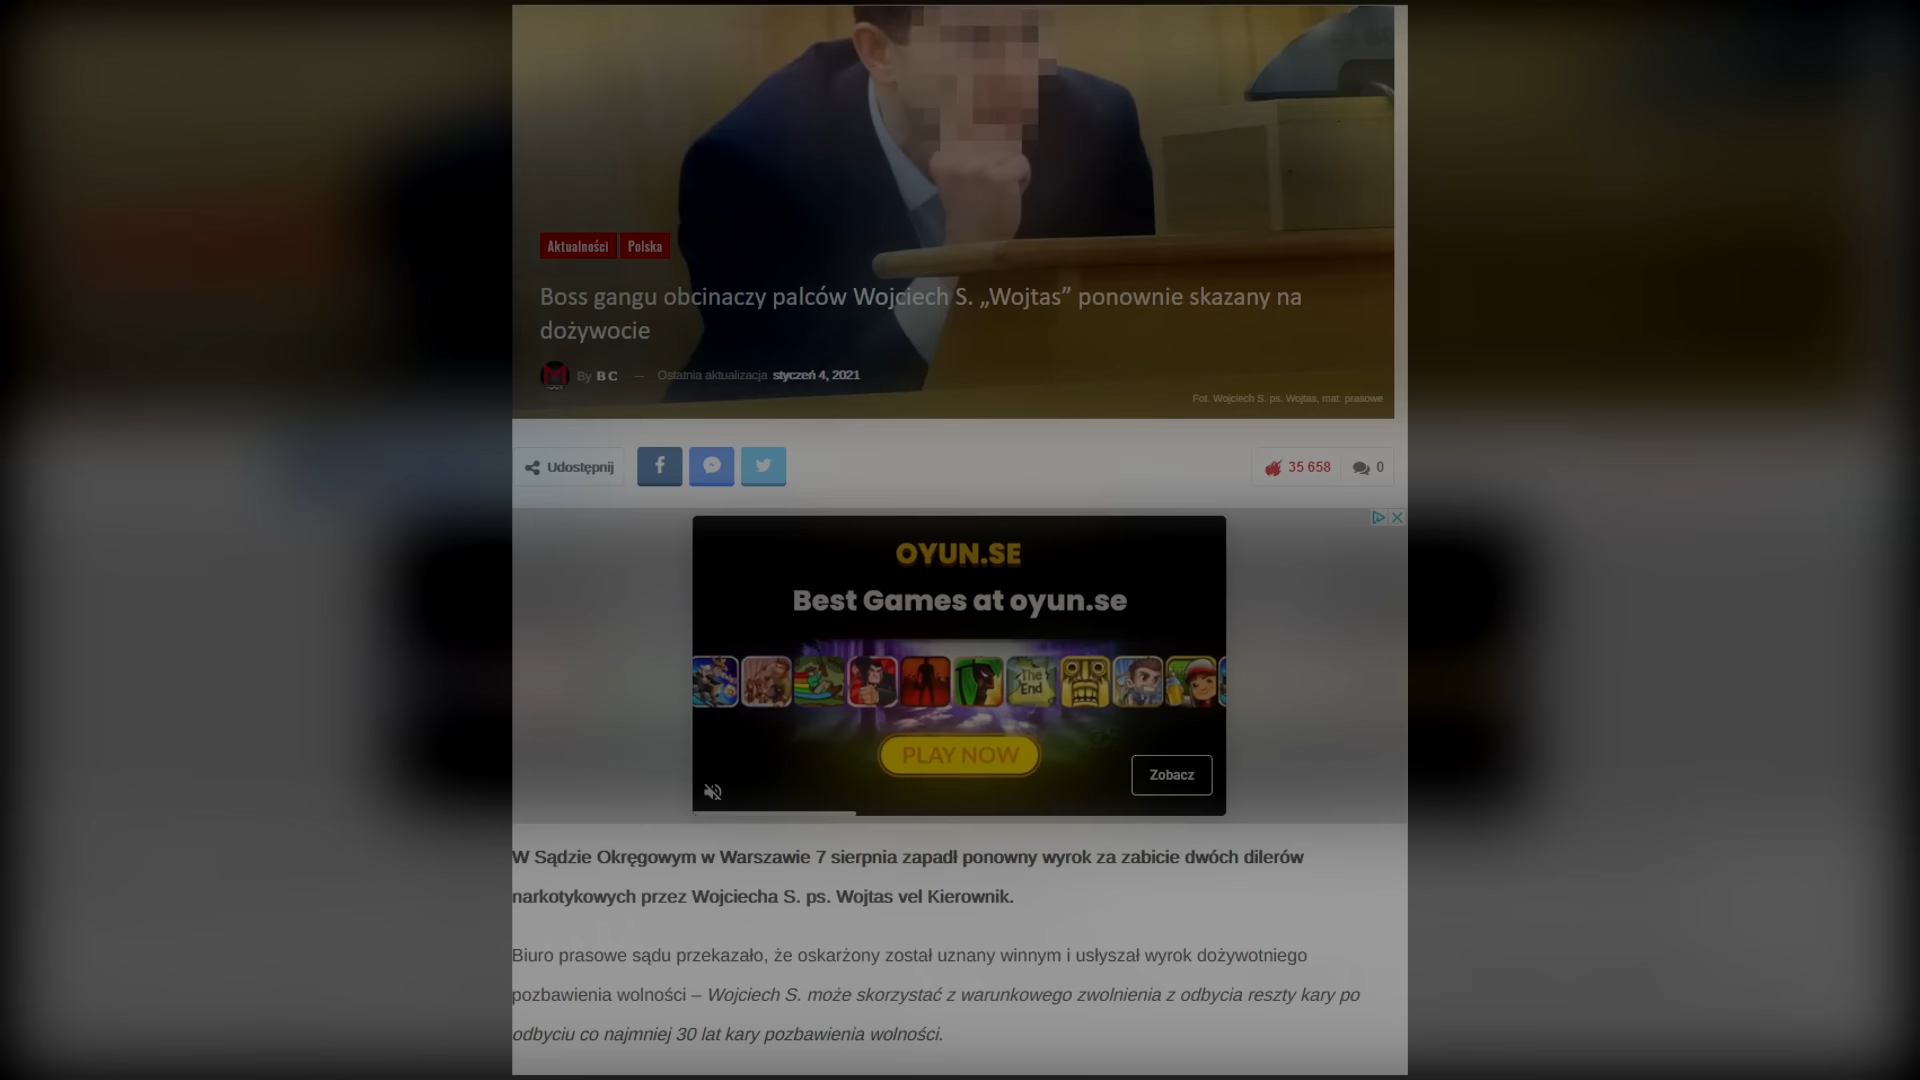 Aktualności Polska
Boss gangu obcinaczy palców Wojciech S. „Wojtas” ponownie skazany na
dożywocie
By B C — Ostatnia aktualizacja styczeń 4, 2021
Fot. Wojciech S. ps. Wojtas, mat. prasowe
Udostępnij
35 658
0
OYUN.SE
Best Games at oyun.se
The
End
PLAY NOW
Zobacz
W Sądzie Okręgowym w Warszawie 7 sierpnia zapadł ponowny wyrok za zabicie dwóch dilerów
narkotykowych przez Wojciecha S. ps. Wojtas vel Kierownik.
Biuro prasowe sądu przekazało, że oskarżony został uznany winnym i usłyszał wyrok dożywotniego
pozbawienia wolności – Wojciech S. może skorzystać z warunkowego zwolnienia z odbycia reszty kary po
odbyciu co najmniej 30 lat kary pozbawienia wolności.